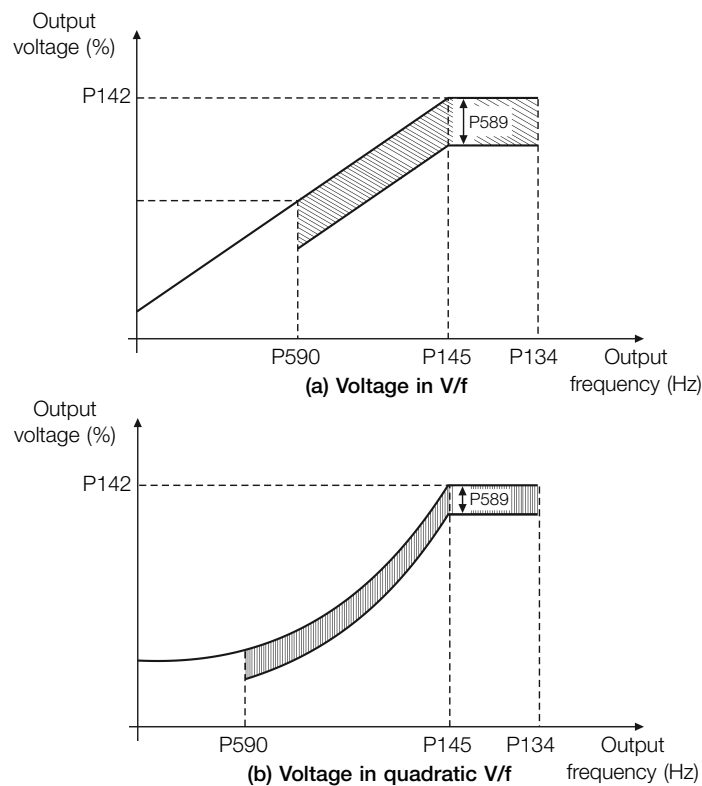 Output
voltage (%)
P142
P589
P590
P145
P134
Output
frequency (Hz)
(a) Voltage in V/f
Output
voltage (%)
P142
P589
P590
P145
P134
Output
frequency (Hz)
(b) Voltage in quadratic V/f